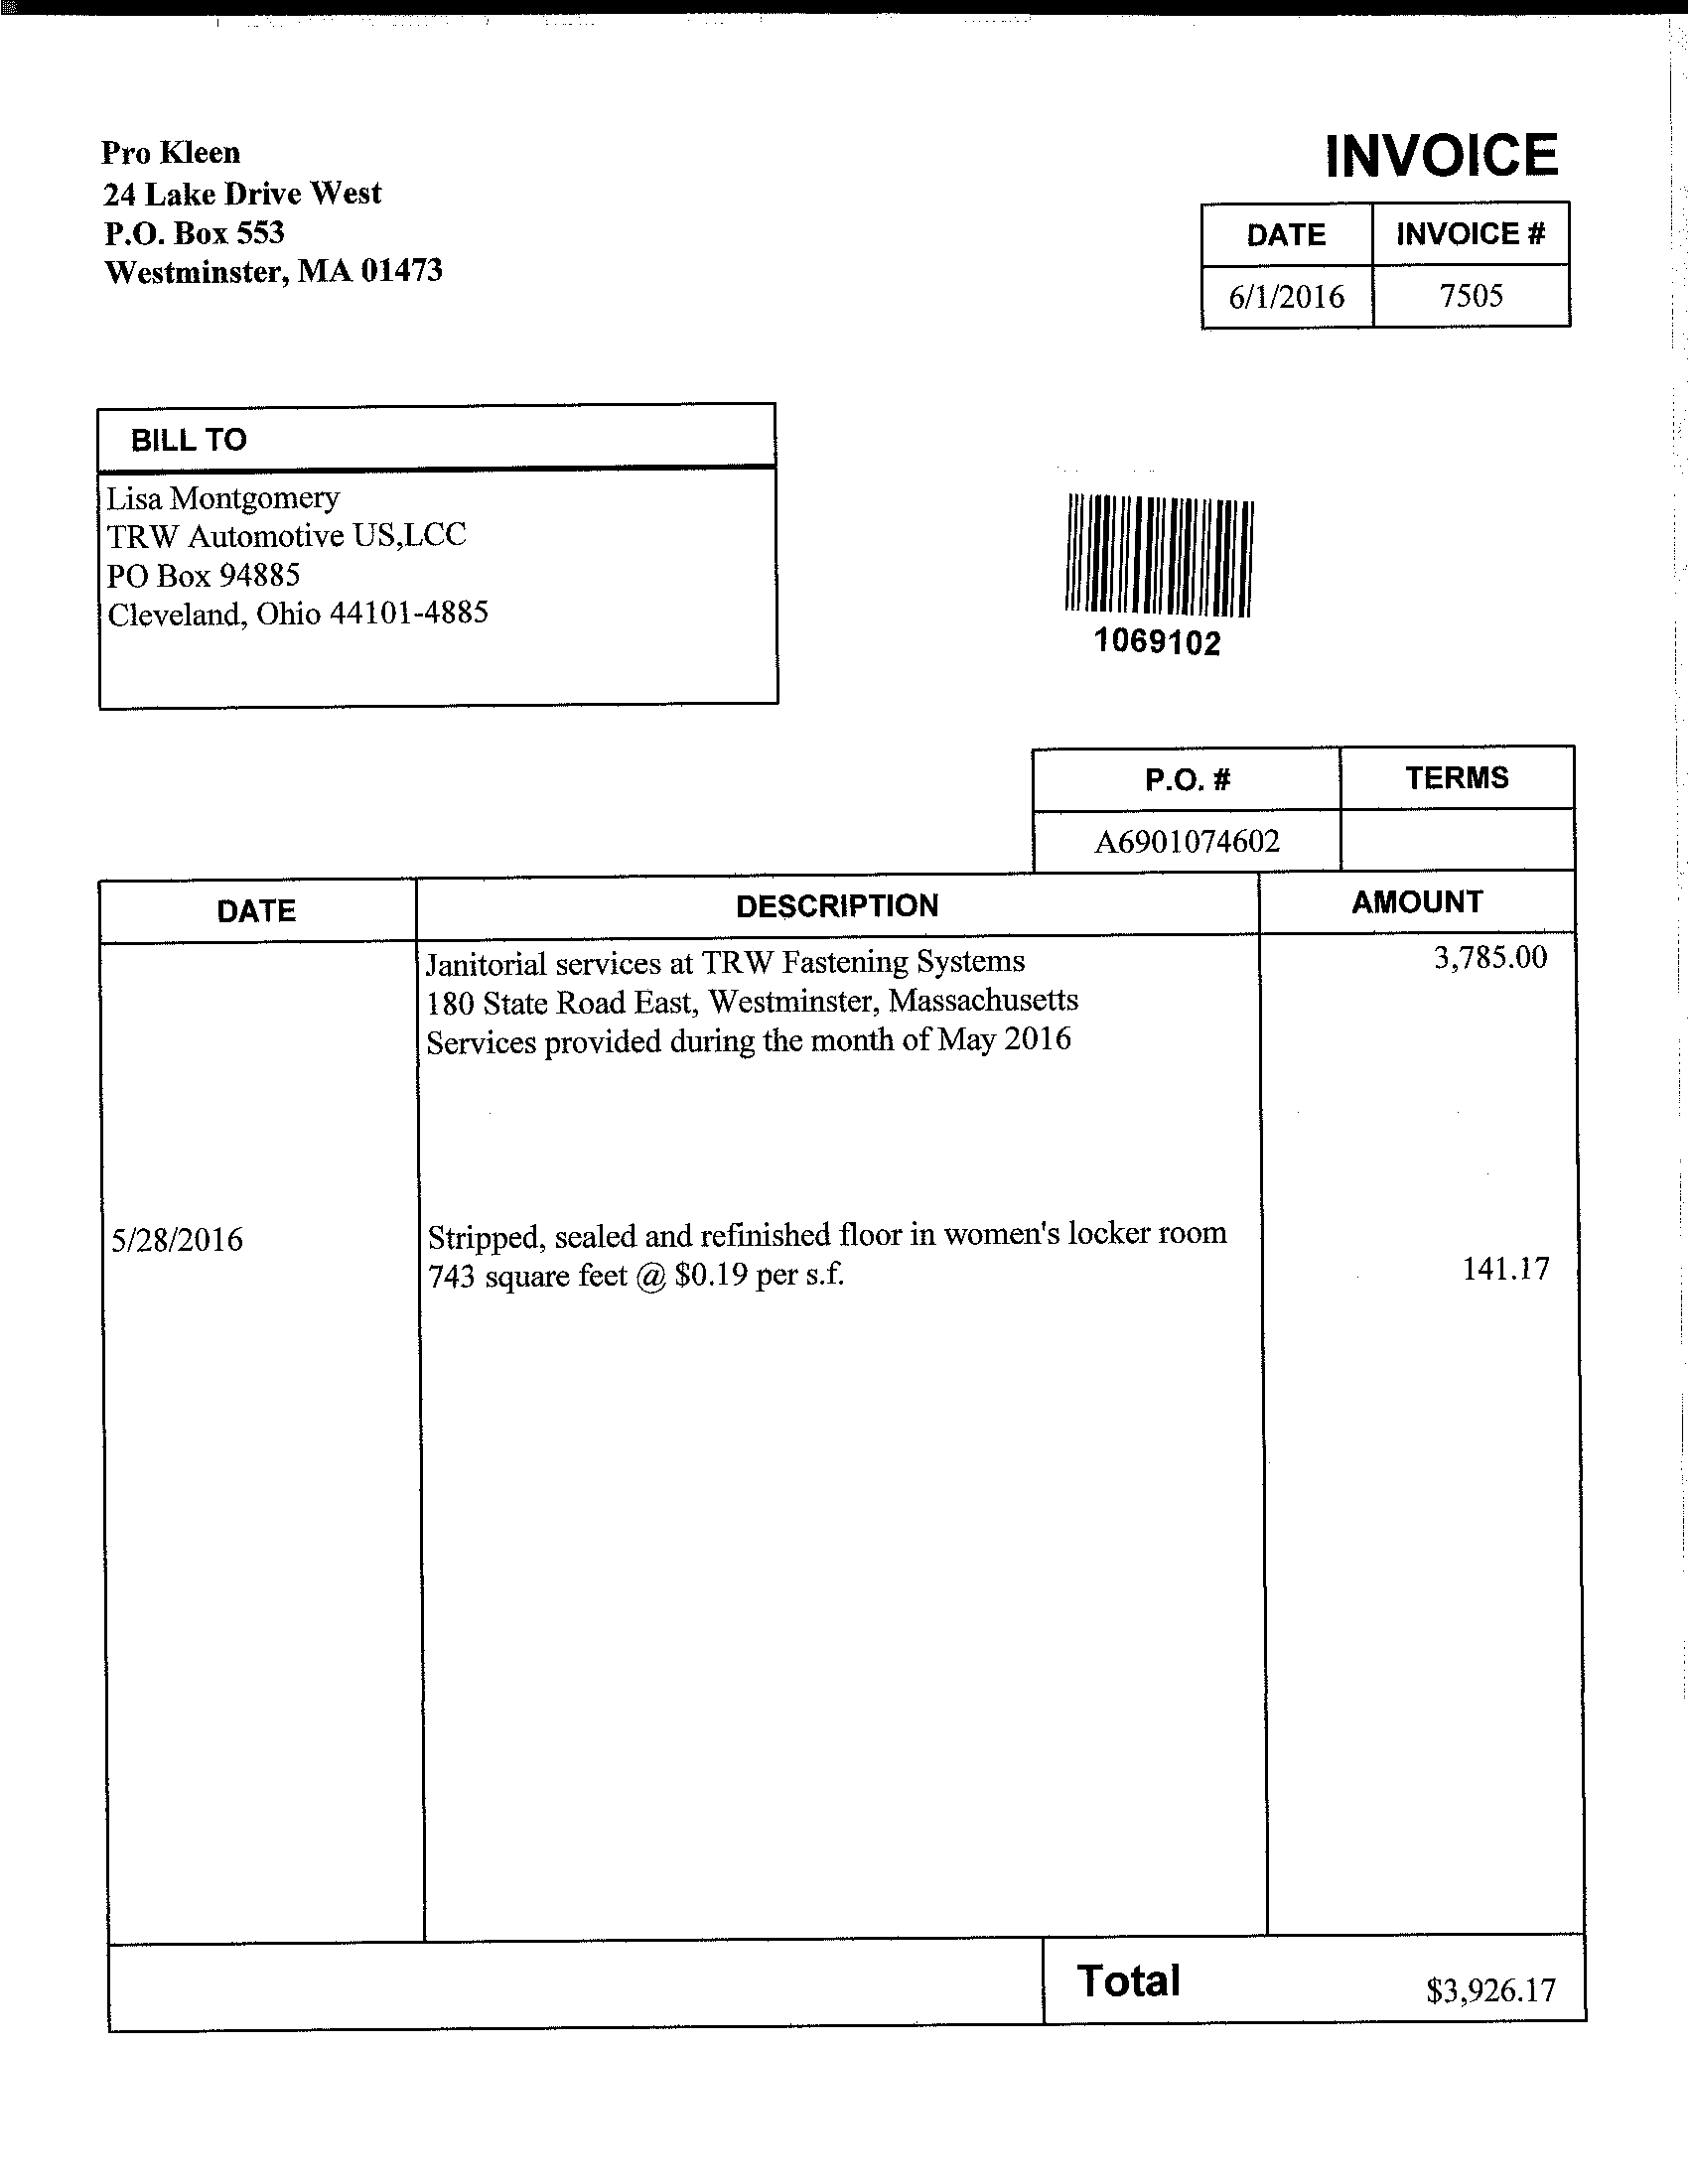 Pro Kleen
24 Lake Drive West
P.O. Box 553
Westminster, MA 01473
INVOICE
DATE INVOICE #
6/1/2016 7505
BILL TO
Lisa Montgomery
TRW Automotive US,LCC
PO Box 94885
Cleveland, Ohio 44101-4885
1069102
P.O. # TERMS
A6901074602
DATE DESCRIPTION AMOUNT
Janitorial services at TRW Fastening Systems 3,785.00
180 State Road East, Westminster, Massachusetts
Services provided during the month of May 2016
5/28/2016 Stripped, sealed and refinished floor in women's locker room
743 square feet @ $0.19 per s.f. 141.17
Total $3,926.17